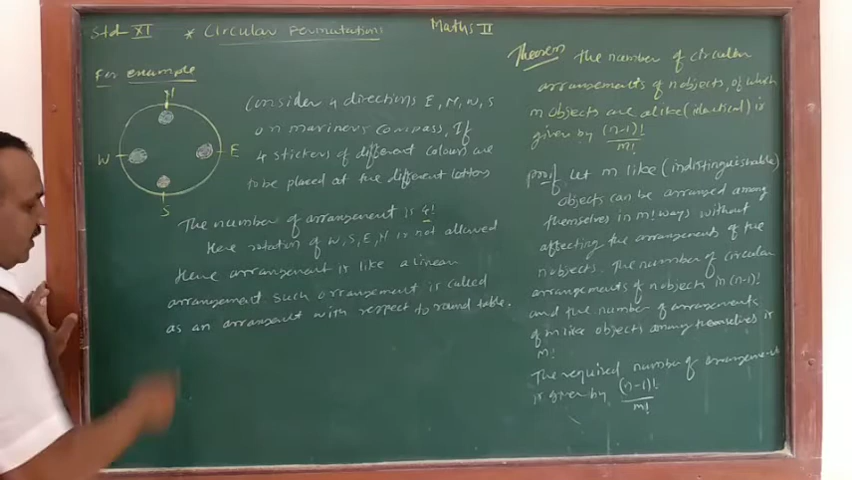 Std XI * Circular Permutations Maths II
For example
N
W
E
S
Consider 4 directions E, N, W, S
on mariners compass, If
4 stickers of different colours are
to be placed at the different letters
The number of arrangement is 4!
Here rotation of W, S, E, N is not allowed
Hence arrangement is like a linear
arrangement such arrangement is called
as an arrangement with respect to round table.
Theorem the number of circular
arrangements of n objects, of which
m objects are alike (identical) is
given by (n-1)!
m!
proof Let m like (indistinguishable)
objects can be arranged among
themselves in m! ways without
affecting the arrangements of the
n objects. The number of circular
arrangements of n objects in (n-1)!
and the number of arrangements
of m like objects among themselves is
m!
The required number of arrangement
is given by (n-1)!
m!